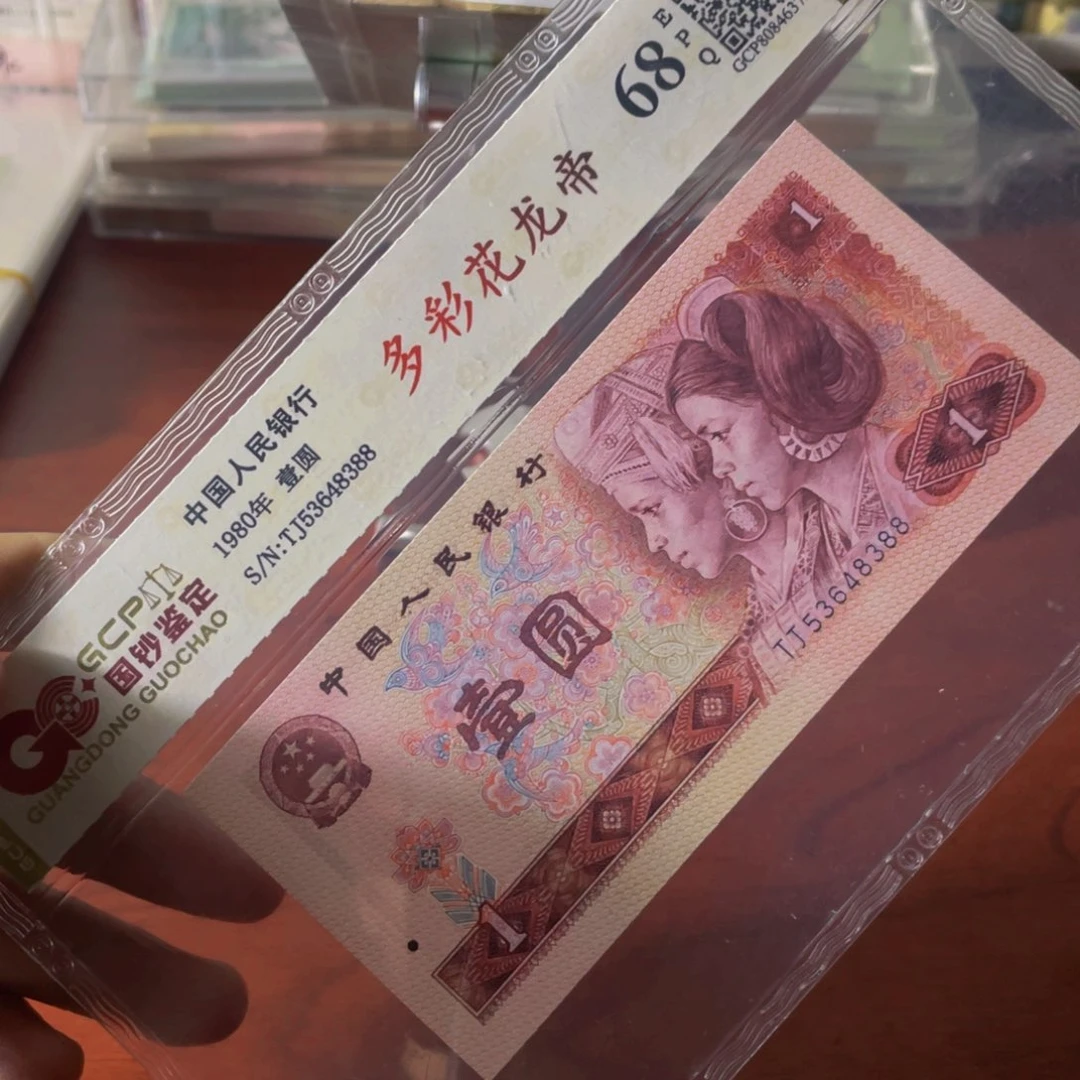 GCP
国钞鉴定
GUANGDONG GUOCHAO
中国人民银行
1980年 壹圆
S/N:TJ53648388
多彩花龙帝
68
E
P
Q
中国人民银行
壹圆
1
1
1
TJ53648388